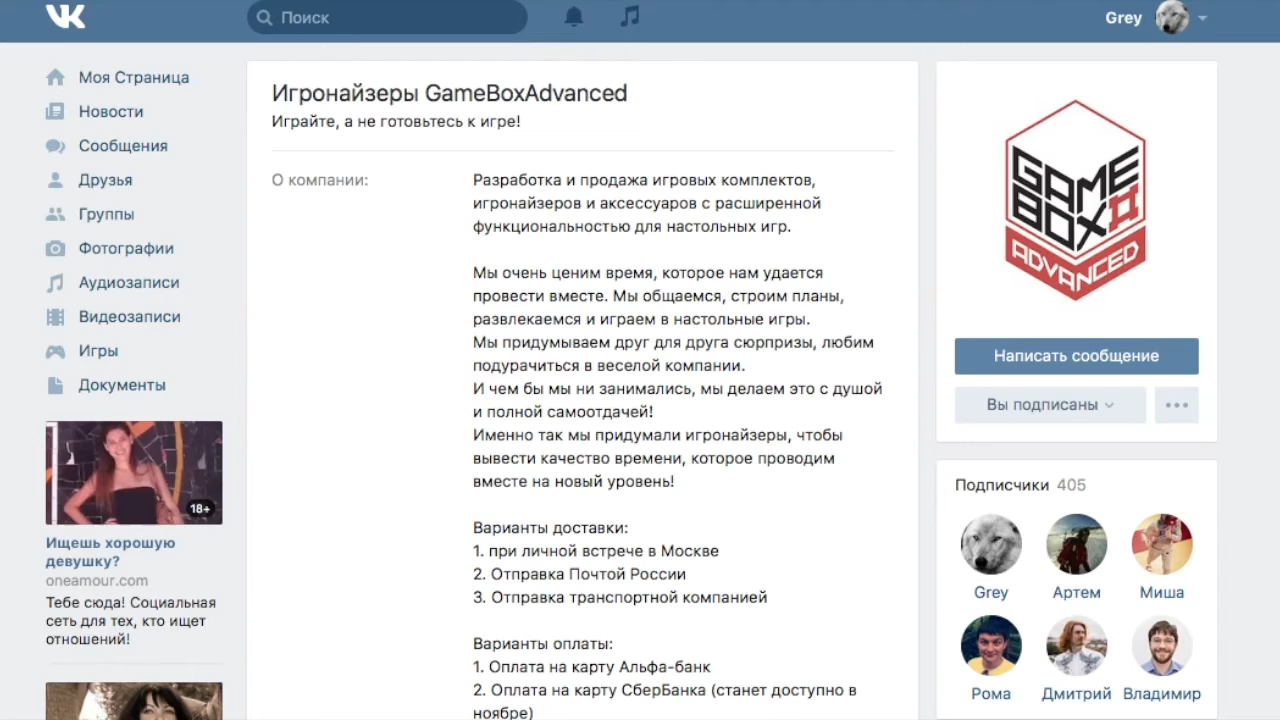 Поиск
Grey
Моя Страница
Новости
Сообщения
Друзья
Группы
Фотографии
Аудиозаписи
Видеозаписи
Игры
Документы
18+
Ищешь хорошую
девушку?
oneamour.com
Тебе сюда! Социальная
сеть для тех, кто ищет
отношений!
Игронайзеры GameBoxAdvanced
Играйте, а не готовьтесь к игре!
О компании:
Разработка и продажа игровых комплектов,
игронайзеров и аксессуаров с расширенной
функциональностью для настольных игр.
Мы очень ценим время, которое нам удается
провести вместе. Мы общаемся, строим планы,
развлекаемся и играем в настольные игры.
Мы придумываем друг для друга сюрпризы, любим
подурачиться в веселой компании.
И чем бы мы ни занимались, мы делаем это с душой
и полной самоотдачей!
Именно так мы придумали игронайзеры, чтобы
вывести качество времени, которое проводим
вместе на новый уровень!
Варианты доставки:
1. при личной встрече в Москве
2. Отправка Почтой России
3. Отправка транспортной компанией
Варианты оплаты:
1. Оплата на карту Альфа-банк
2. Оплата на карту СберБанка (станет доступно в
ноябре)
GAME
BOXA
ADVANCED
Написать сообщение
Вы подписаны
Подписчики 405
Grey
Артем
Миша
Рома
Дмитрий
Владимир